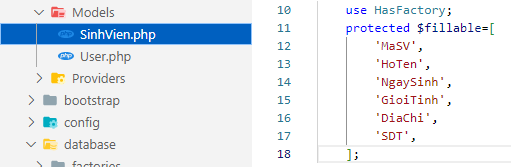 Models
SinhVien.php
User.php
Providers
bootstrap
config
database
factories
10 use HasFactory;
11 protected $fillable=[
12 'MaSV',
13 'HoTen',
14 'NgaySinh',
15 'GioiTinh',
16 'DiaChi',
17 'SDT',
18 ];